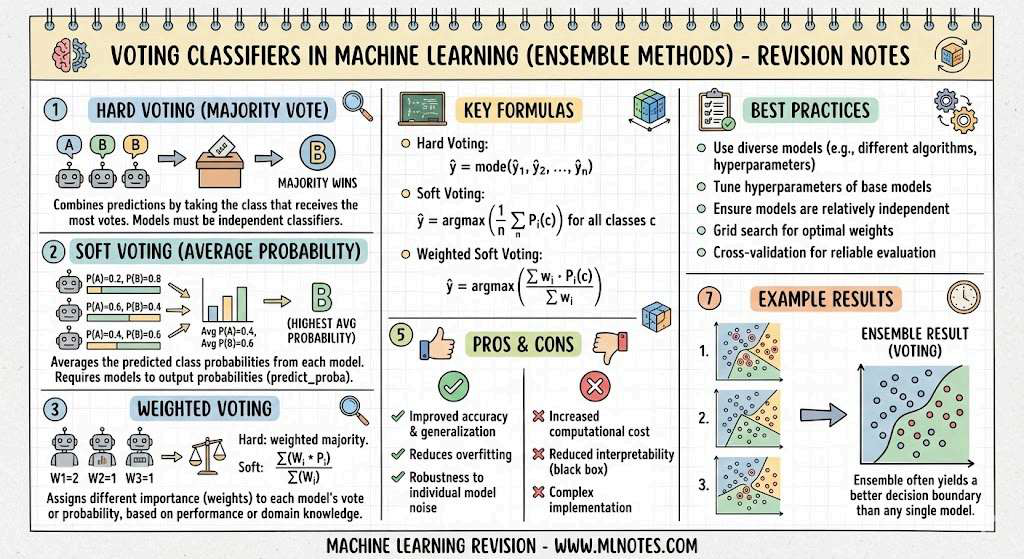 VOTING CLASSIFIERS IN MACHINE LEARNING (ENSEMBLE METHODS) - REVISION NOTES
1
HARD VOTING (MAJORITY VOTE)
A
B
B
B
MAJORITY WINS
Combines predictions by taking the class that receives the
most votes. Models must be independent classifiers.
2
SOFT VOTING (AVERAGE PROBABILITY)
P(A)=0.2, P(B)=0.8
P(A)=0.6, P(B)=0.4
P(A)=0.4, P(B)=0.6
Avg P(A)=0.4,
Avg P(B)=0.6
B
(HIGHEST AVG
PROBABILITY)
Averages the predicted class probabilities from each model.
Requires models to output probabilities (predict_proba).
3
WEIGHTED VOTING
W1=2 W2=1 W3=1
Hard: weighted majority.
Soft: ∑(Wᵢ * Pᵢ)
∑(Wᵢ)
Assigns different importance (weights) to each model's vote
or probability, based on performance or domain knowledge.
KEY FORMULAS
Hard Voting:
ŷ = mode(ŷ₁, ŷ₂, ..., ŷₙ)
Soft Voting:
ŷ = argmax (1/n ∑ₙ Pᵢ(c)) for all classes c
Weighted Soft Voting:
ŷ = argmax (∑ wᵢ · Pᵢ(c) / ∑ wᵢ)
5
PROS & CONS
Improved accuracy
& generalization
Reduces overfitting
Robustness to
individual model
noise
Increased
computational cost
Reduced interpretability
(black box)
Complex
implementation
BEST PRACTICES
Use diverse models (e.g., different algorithms,
hyperparameters)
Tune hyperparameters of base models
Ensure models are relatively independent
Grid search for optimal weights
Cross-validation for reliable evaluation
7
EXAMPLE RESULTS
1.
2.
3.
ENSEMBLE RESULT
(VOTING)
Ensemble often yields a
better decision boundary
than any single model.
MACHINE LEARNING REVISION - WWW.MLNOTES.COM